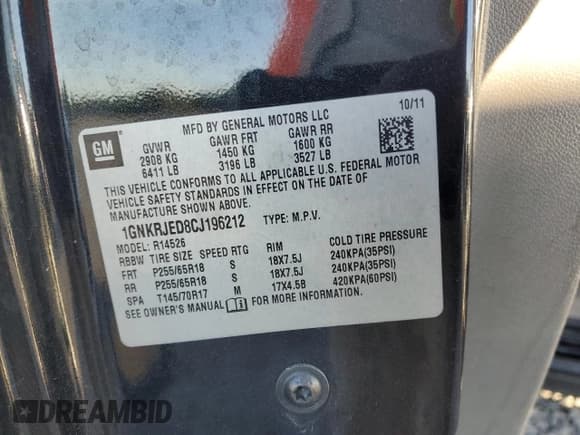 MFD BY GENERAL MOTORS LLC 10/11
GM
GVWR GAWR FRT GAWR RR
2908 KG 1450 KG 1600 KG
6411 LB 3196 LB 3527 LB
THIS VEHICLE CONFORMS TO ALL APPLICABLE U.S. FEDERAL MOTOR
VEHICLE SAFETY STANDARDS IN EFFECT ON THE DATE OF
MANUFACTURE SHOWN ABOVE.
1GNKRJED8CJ196212 TYPE: M.P.V.
MODEL: R14526
RBBW TIRE SIZE SPEED RTG RIM COLD TIRE PRESSURE
FRT P255/65R18 S 18X7.5J 240KPA(35PSI)
RR P255/65R18 S 18X7.5J 240KPA(35PSI)
SPA T145/70R17 M 17X4.5B 420KPA(60PSI)
SEE OWNER'S MANUAL FOR MORE INFORMATION.
DREAMBID